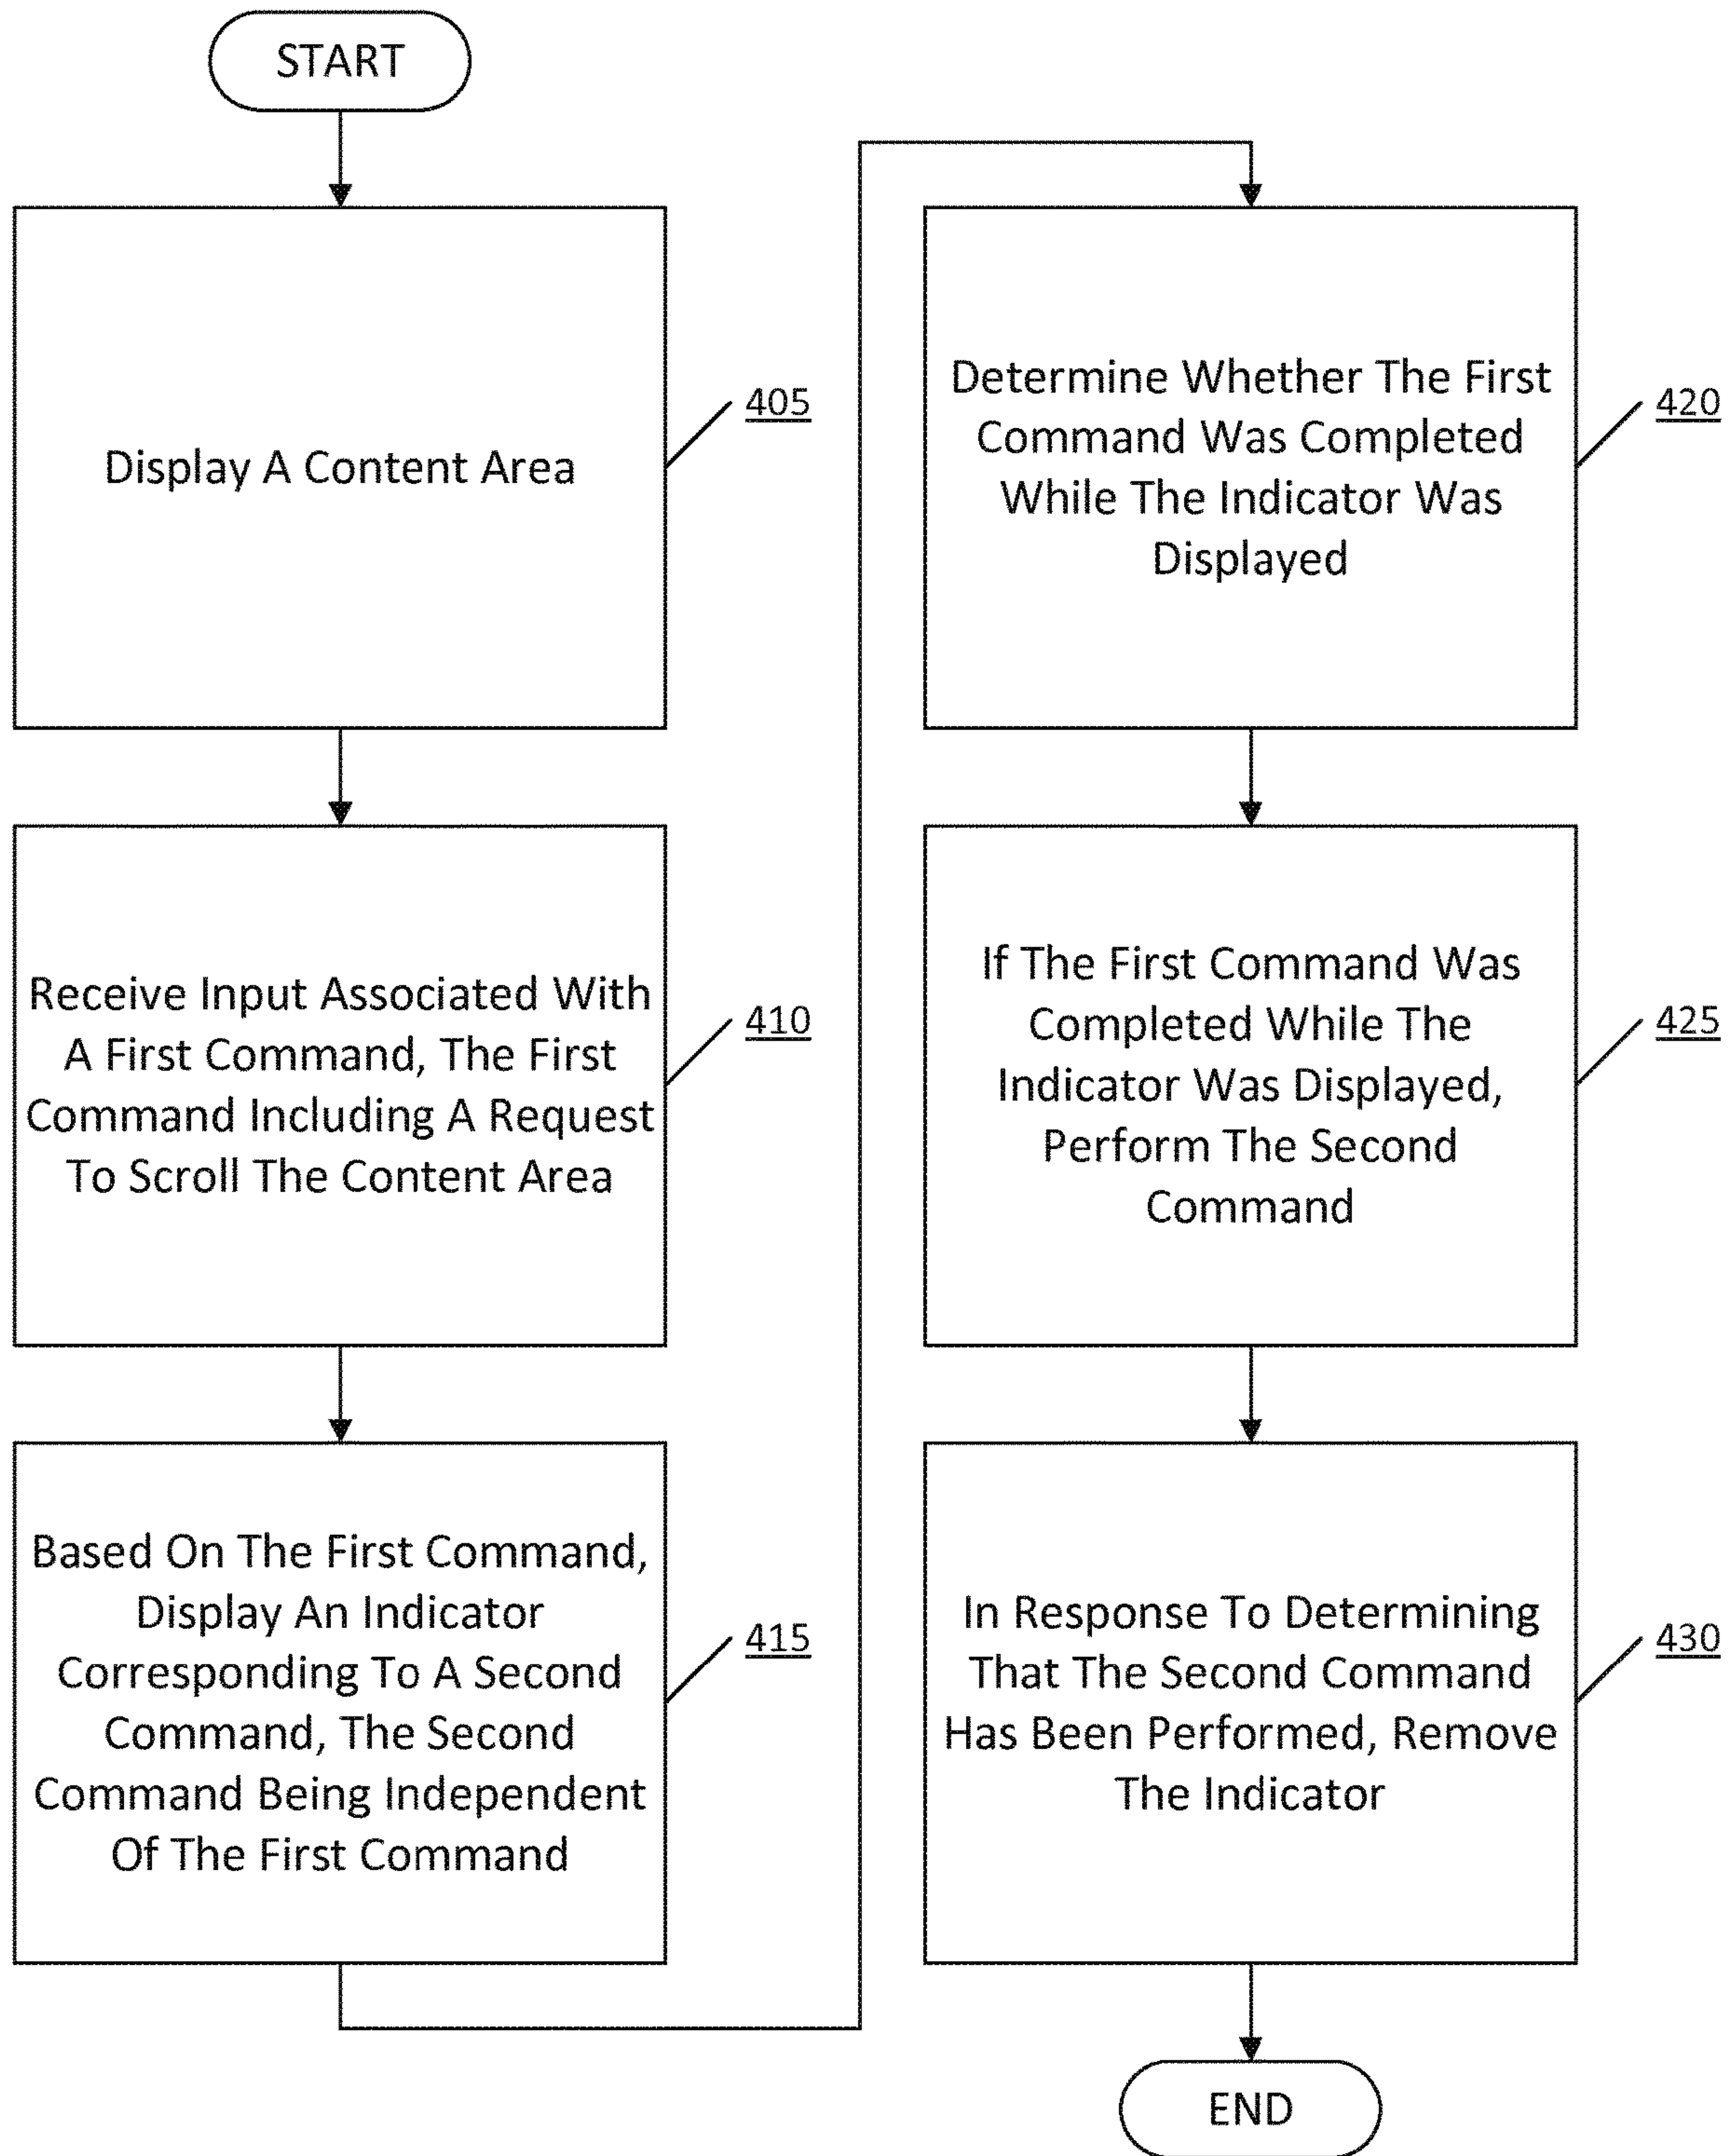 START
Display A Content Area
405
Receive Input Associated With
A First Command, The First
Command Including A Request
To Scroll The Content Area
410
Based On The First Command,
Display An Indicator
Corresponding To A Second
Command, The Second
Command Being Independent
Of The First Command
415
Determine Whether The First
Command Was Completed
While The Indicator Was
Displayed
420
If The First Command Was
Completed While The
Indicator Was Displayed,
Perform The Second
Command
425
In Response To Determining
That The Second Command
Has Been Performed, Remove
The Indicator
430
END